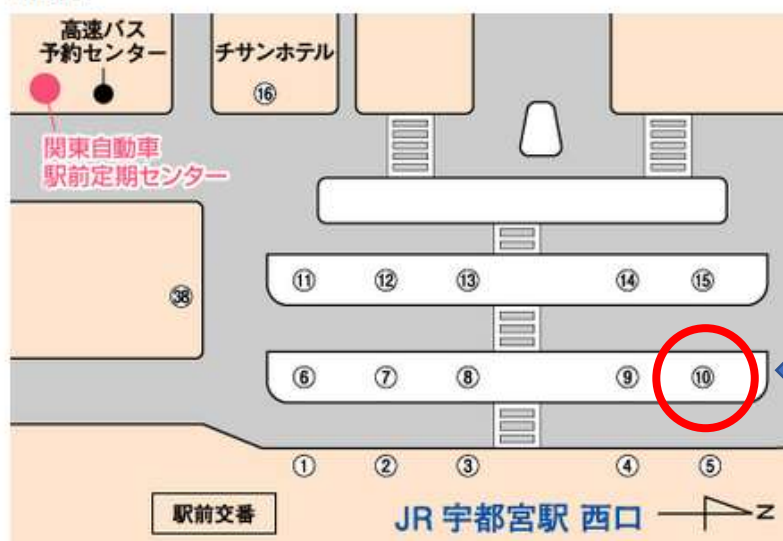 高速バス
予約センター
チサンホテル
⑯
関東自動車
駅前定期センター
⑪ ⑫ ⑬ ⑭ ⑮
㊳
⑥ ⑦ ⑧ ⑨ ⑩
① ② ③ ④ ⑤
駅前交番
JR 宇都宮駅 西口
N